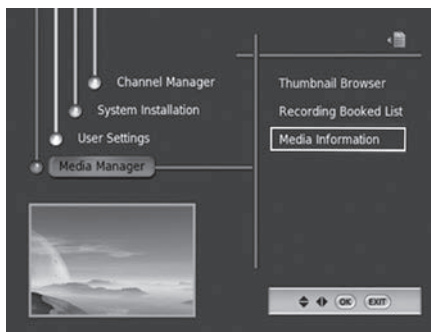 Channel Manager
System Installation
User Settings
Media Manager
Thumbnail Browser
Recording Booked List
Media Information
OK EXIT